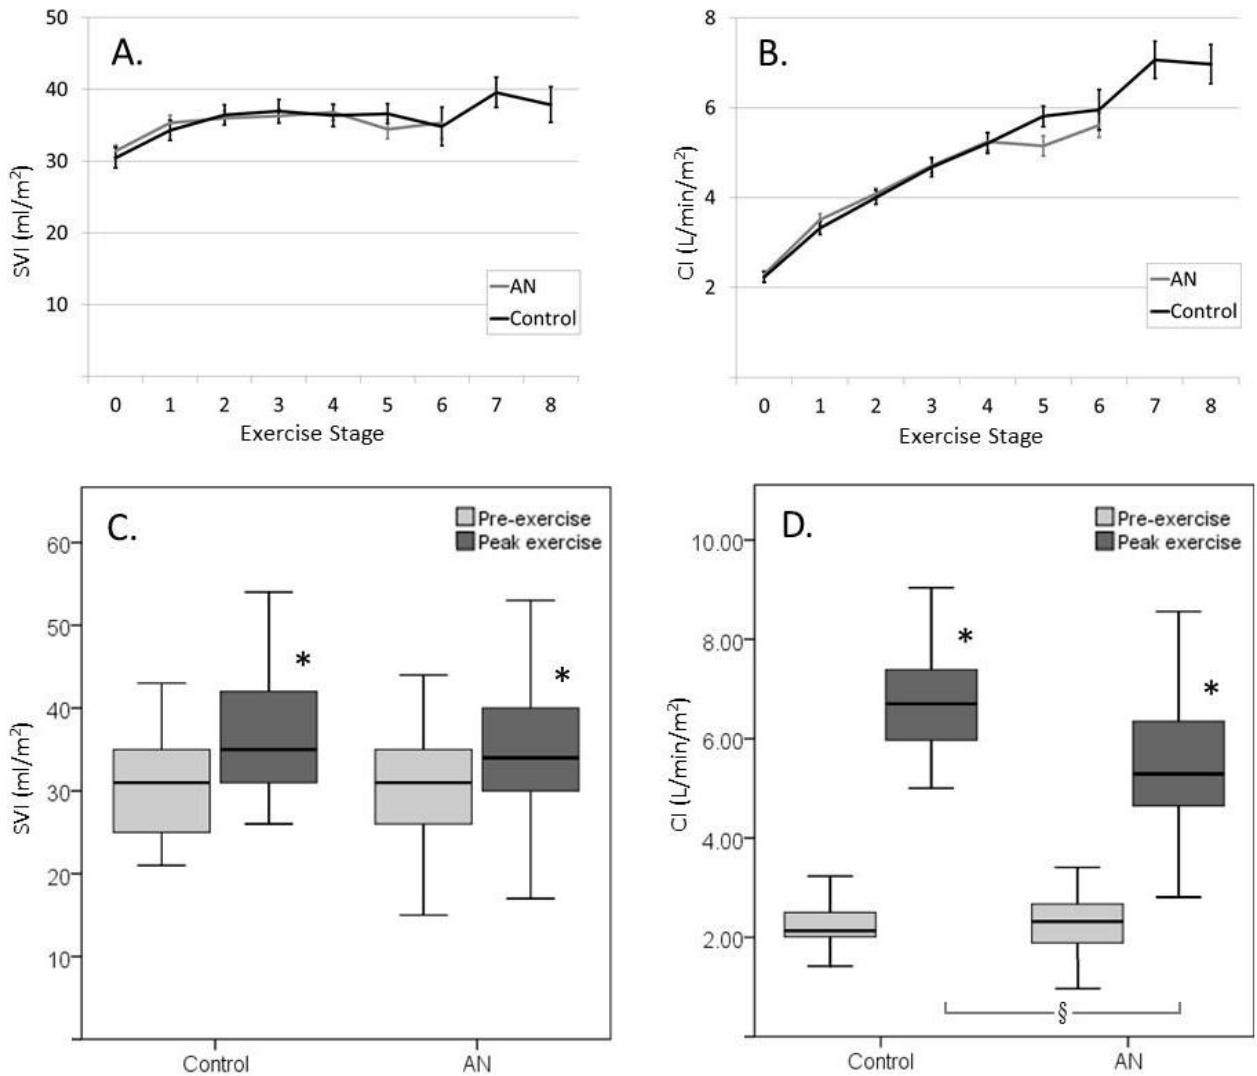 A.
50
40
30
20
10
SVI (ml/m²)
AN
Control
0 1 2 3 4 5 6 7 8
Exercise Stage
B.
8
6
4
2
CI (L/min/m²)
AN
Control
0 1 2 3 4 5 6 7 8
Exercise Stage
C.
Pre-exercise
Peak exercise
60
50
40
30
20
10
SVI (ml/m²)
*
*
Control AN
D.
Pre-exercise
Peak exercise
10.00
8.00
6.00
4.00
2.00
CI (L/min/m²)
*
*
§
Control AN